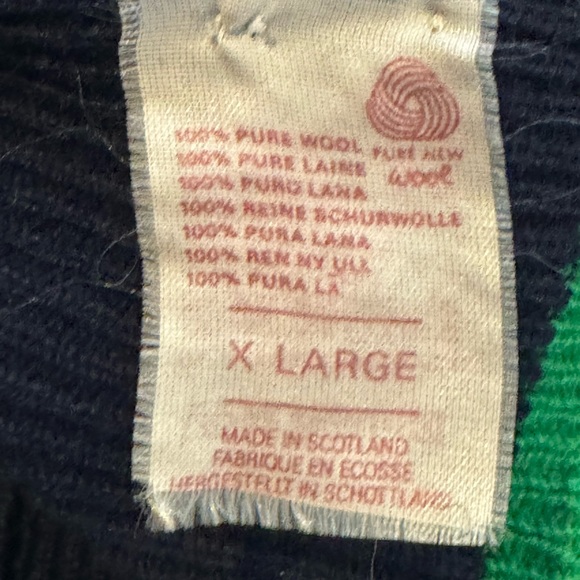 100% PURE WOOL
100% PURE LAINE
100% PURO LANA
100% REINE SCHURWOLLE
100% PURA LANA
100% REN NY ULL
100% PURA LA
PURE NEW
wool
X LARGE
MADE IN SCOTLAND
FABRIQUE EN ECOSSE
HERGESTELLT IN SCHOTTLAND